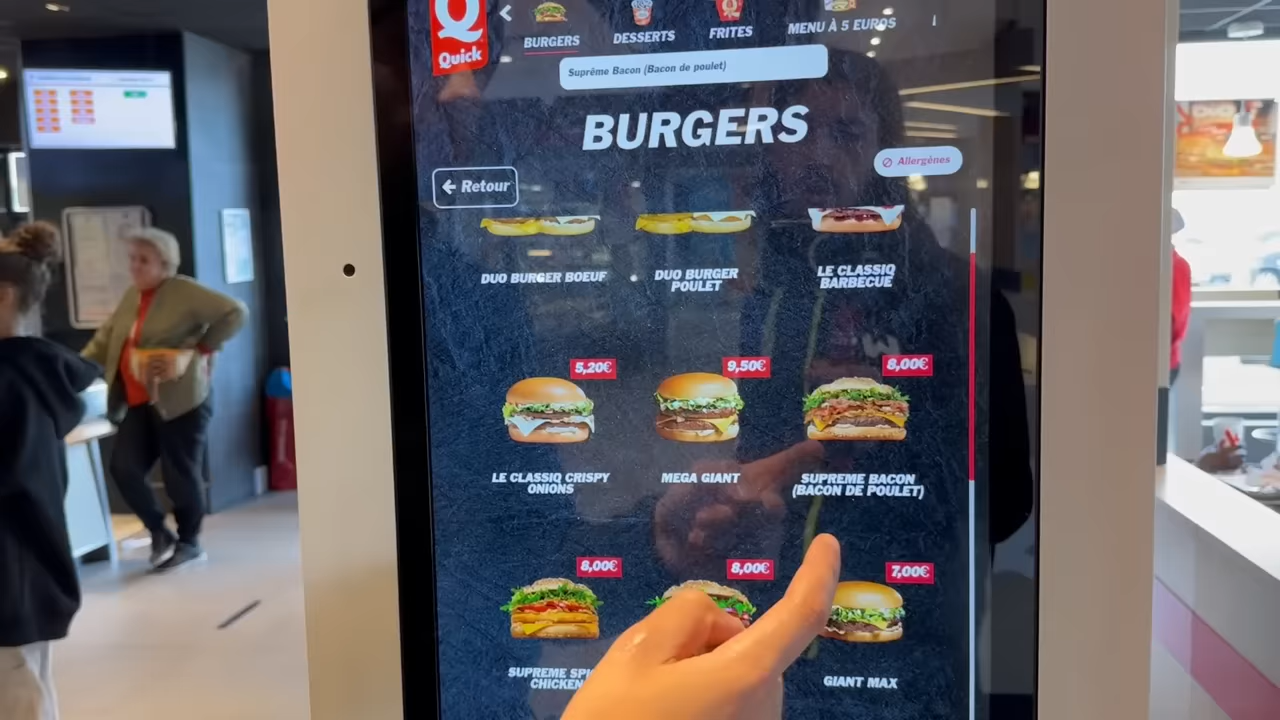 Q
Quick
BURGERS
DESSERTS
FRITES
MENU À 5 EUROS
Suprême Bacon (Bacon de poulet)
BURGERS
Allergènes
Retour
DUO BURGER BOEUF
DUO BURGER
POULET
LE CLASSIQ
BARBECUE
5,20€
9,50€
8,00€
LE CLASSIQ CRISPY
ONIONS
MEGA GIANT
SUPREME BACON
(BACON DE POULET)
8,00€
8,00€
7,00€
SUPREME
CHICKEN
GIANT MAX